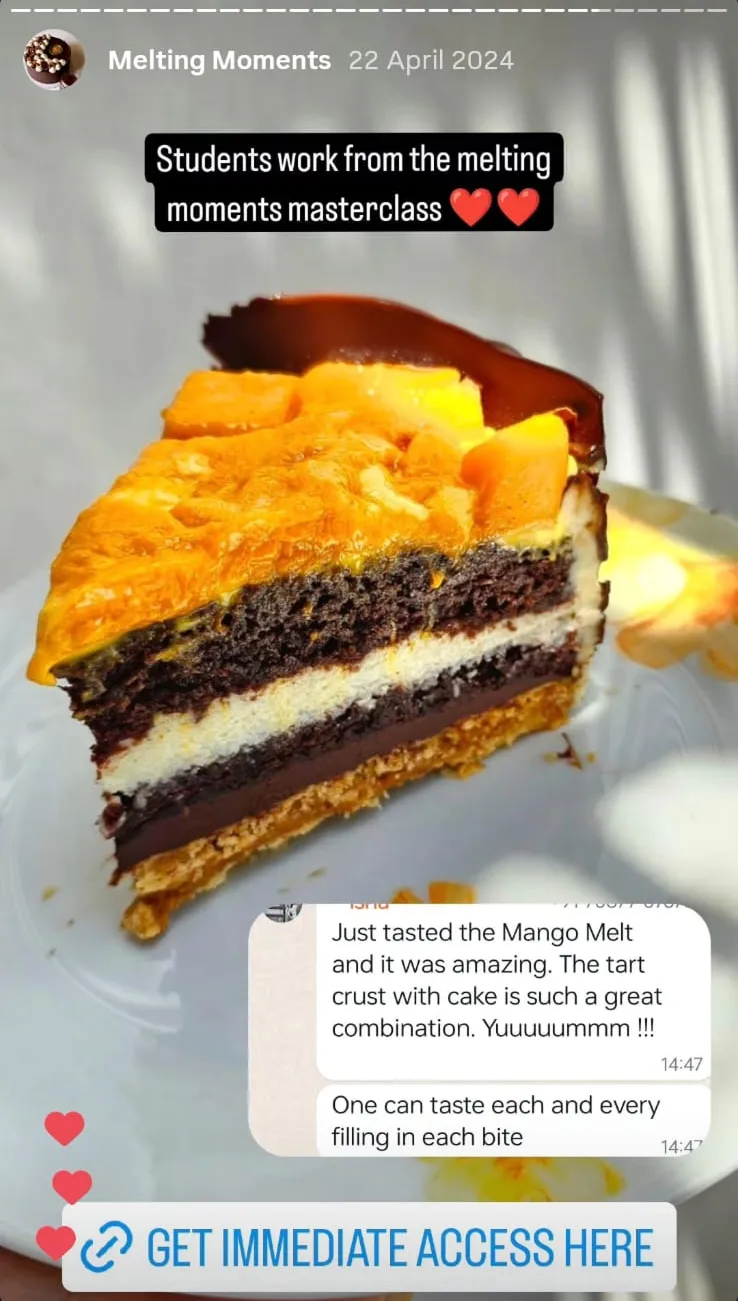 Melting Moments 22 April 2024
Students work from the melting
moments masterclass ❤️❤️
Just tasted the Mango Melt
and it was amazing. The tart
crust with cake is such a great
combination. Yuuuuummm !!!
14:47
One can taste each and every
filling in each bite
14:47
GET IMMEDIATE ACCESS HERE